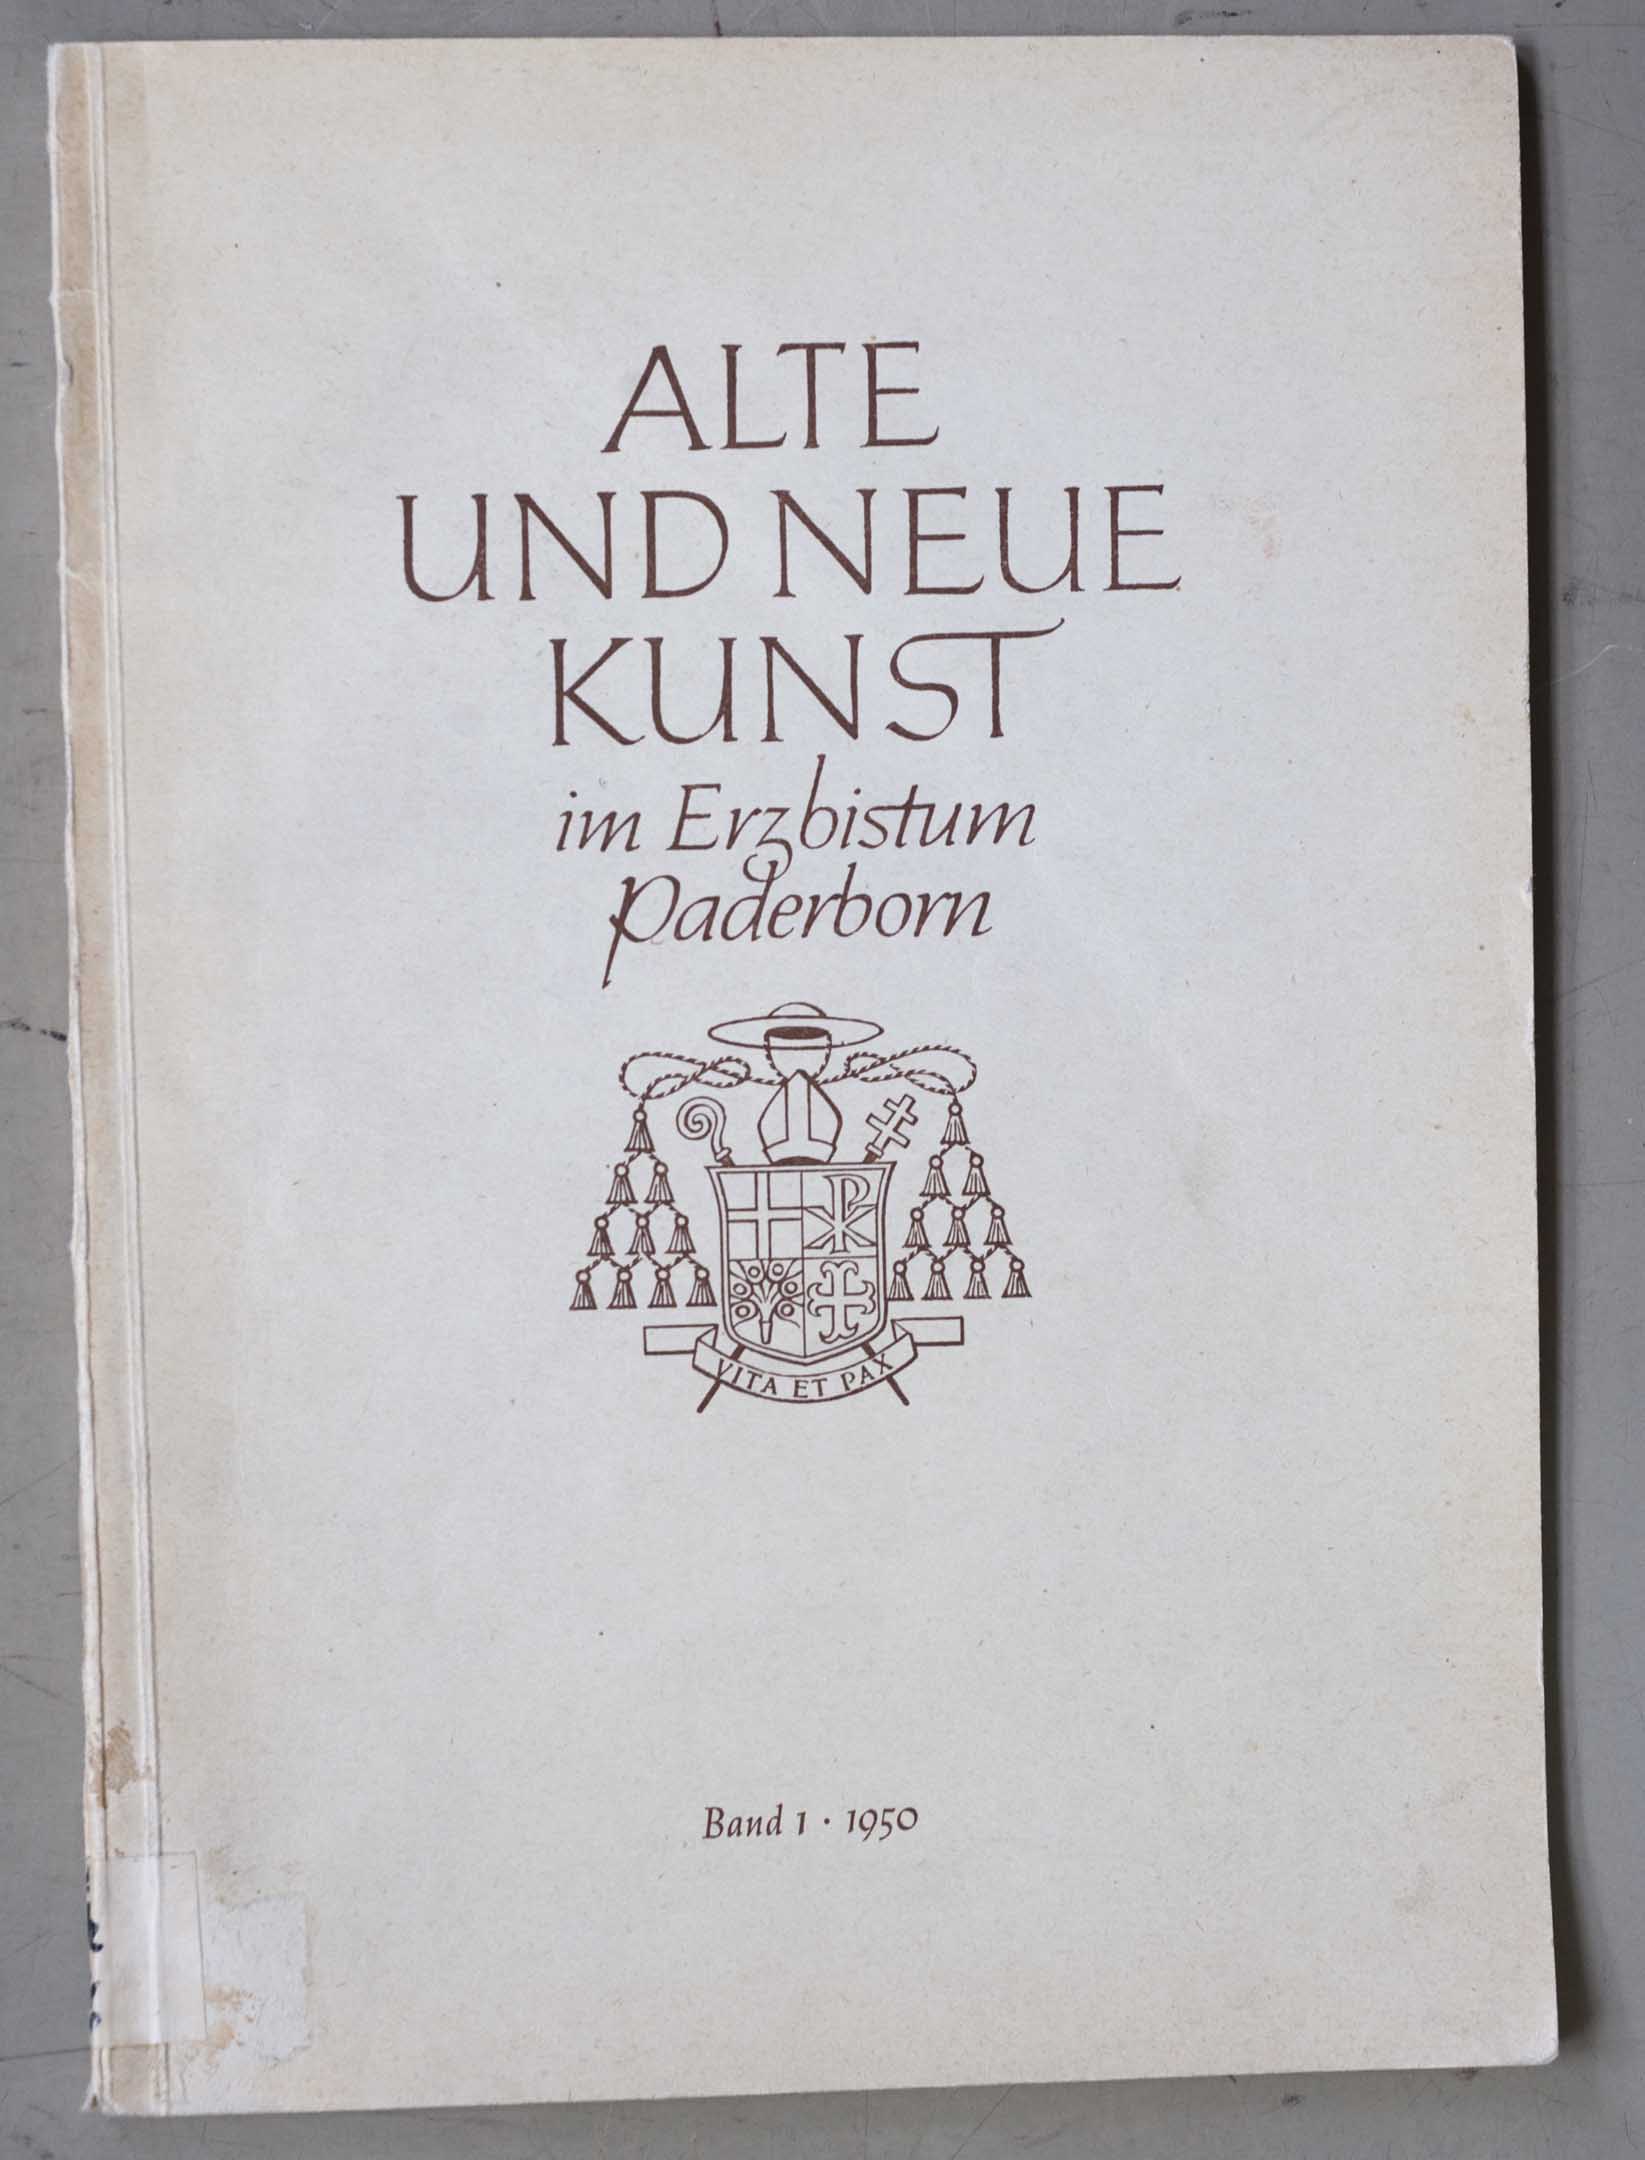 ALTE
UND NEUE
KUNST
im Erzbistum
Paderborn
VITA ET PAX
Band 1 · 1950